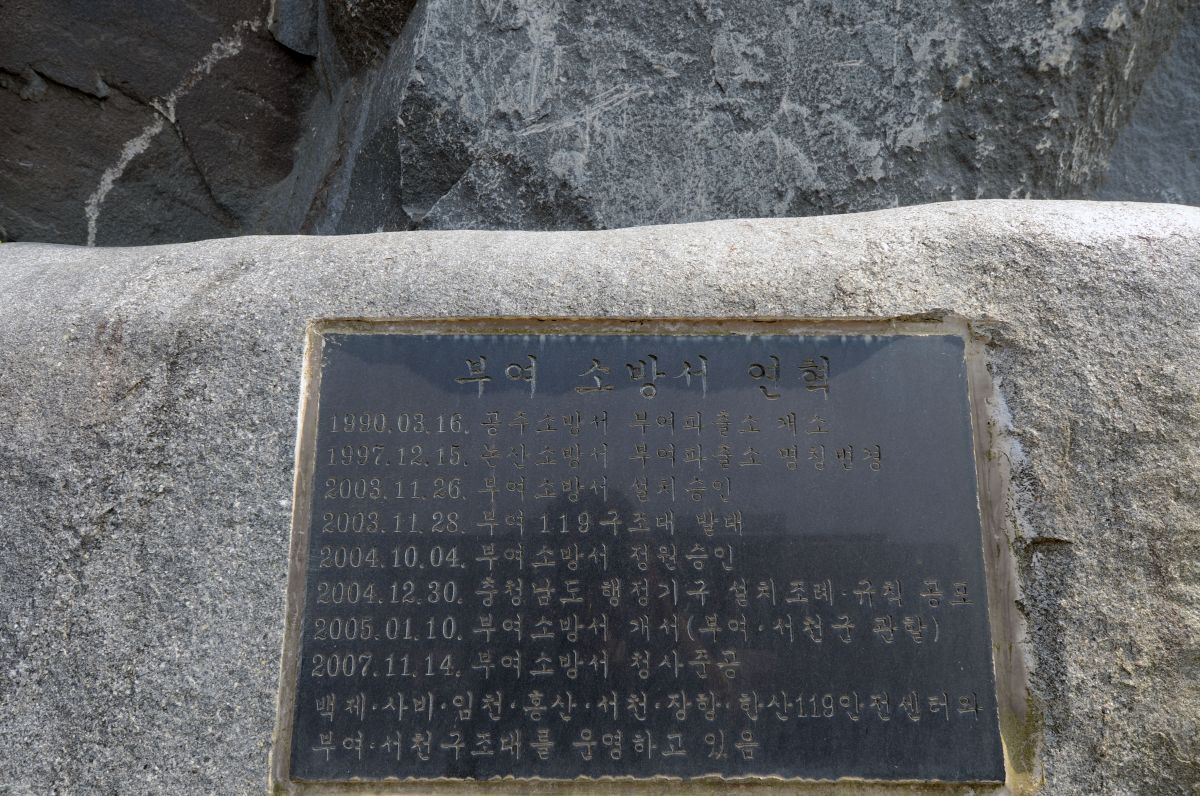 부여 소방서 연혁
1990.03.16. 공주소방서 부여파출소 개소
1997.12.15. 논산소방서 부여파출소 명칭변경
2003.11.26. 부여소방서 설치승인
2003.11.28. 부여 119구조대 발대
2004.10.04. 부여소방서 정원승인
2004.12.30. 충청남도 행정기구 설치조례·규칙 공포
2005.01.10. 부여소방서 개서(부여·서천군 관할)
2007.11.14. 부여소방서 청사준공
백제·사비·임천·홍산·서천·장항·한산119안전센터와
부여·서천구조대를 운영하고 있음